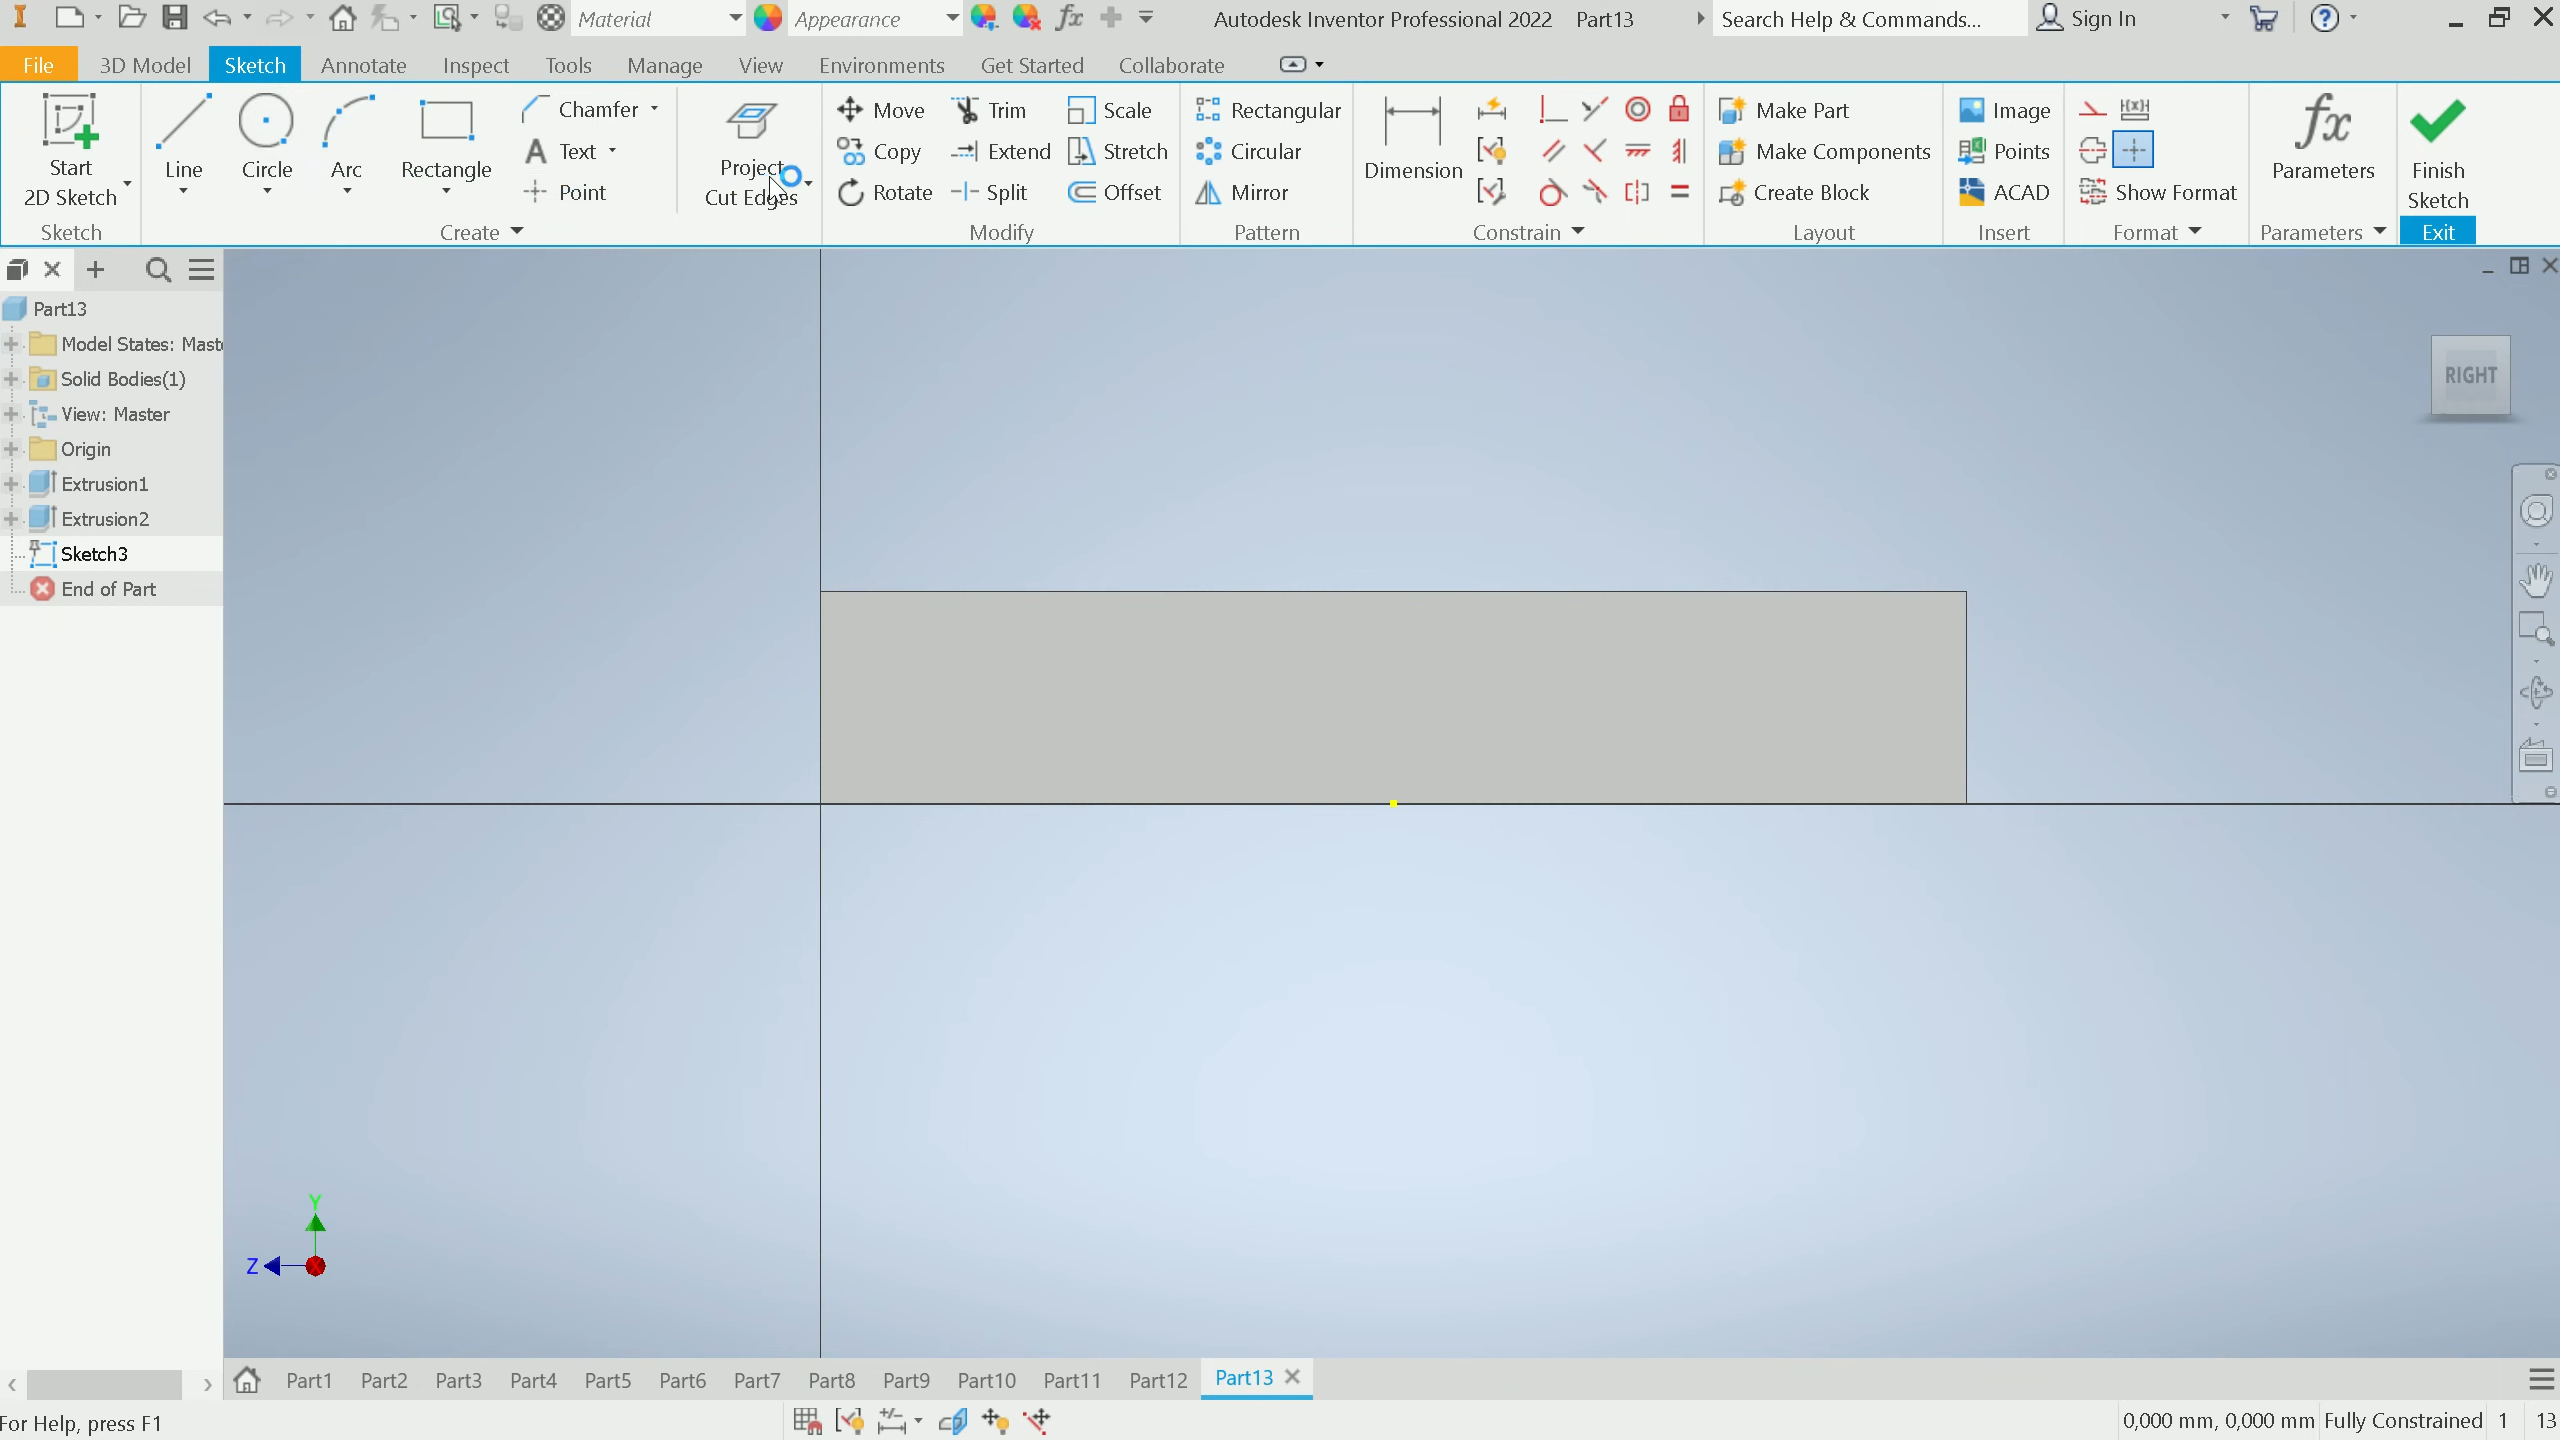 Material
Appearance
fx
Autodesk Inventor Professional 2022 Part13
Search Help & Commands...
Sign In
File
3D Model
Sketch
Annotate
Inspect
Tools
Manage
View
Environments
Get Started
Collaborate
Start
2D Sketch
Line
Circle
Arc
Rectangle
Chamfer
Text
Point
Project
Cut Edges
Move
Copy
Rotate
Trim
Extend
Split
Scale
Stretch
Offset
Rectangular
Circular
Mirror
Dimension
Make Part
Make Components
Create Block
Image
Points
ACAD
Show Format
fx
Parameters
Finish
Sketch
Sketch
Create
Modify
Pattern
Constrain
Layout
Insert
Format
Parameters
Exit
Part13
Model States: Maste
Solid Bodies(1)
View: Master
Origin
Extrusion1
Extrusion2
Sketch3
End of Part
RIGHT
Y
Z
X
Part1
Part2
Part3
Part4
Part5
Part6
Part7
Part8
Part9
Part10
Part11
Part12
Part13
For Help, press F1
0,000 mm, 0,000 mm
Fully Constrained
1
13